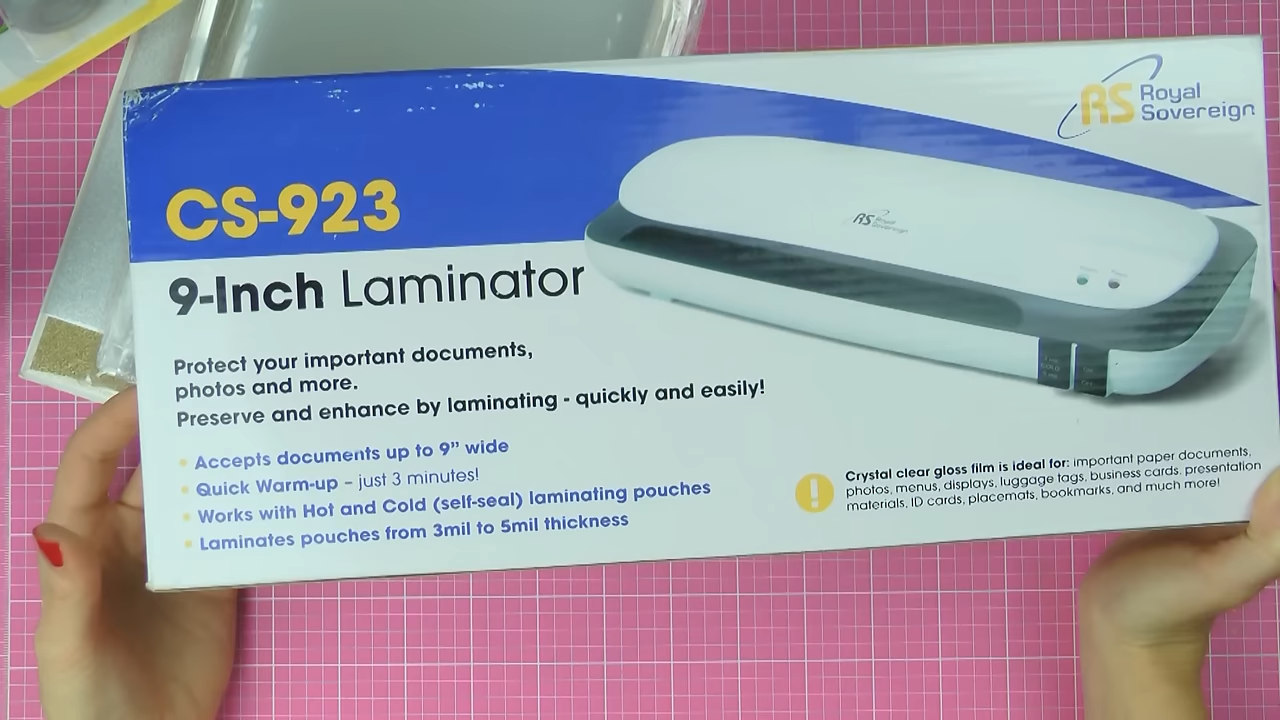 RS Royal
Sovereign
CS-923
9-Inch Laminator
RS Royal
Sovereign
Protect your important documents,
photos and more.
Preserve and enhance by laminating - quickly and easily!
• Accepts documents up to 9” wide
• Quick Warm-up – just 3 minutes!
• Works with Hot and Cold (self-seal) laminating pouches
• Laminates pouches from 3mil to 5mil thickness
! Crystal clear gloss film is ideal for: important paper documents,
photos, menus, displays, luggage tags, business cards, presentation
materials, ID cards, placemats, bookmarks, and much more!